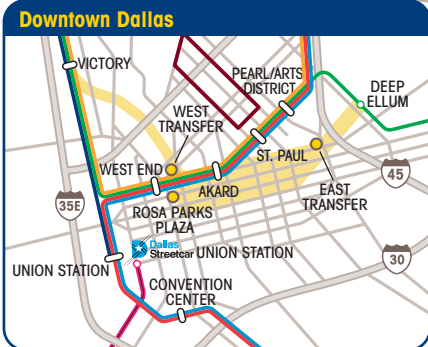 Downtown Dallas
VICTORY
PEARL/ARTS
DISTRICT
DEEP
ELLUM
WEST
TRANSFER
ST. PAUL
WEST END
AKARD
45
EAST
TRANSFER
35E
ROSA PARKS
PLAZA
Dallas
Streetcar
UNION STATION
UNION STATION
30
CONVENTION
CENTER